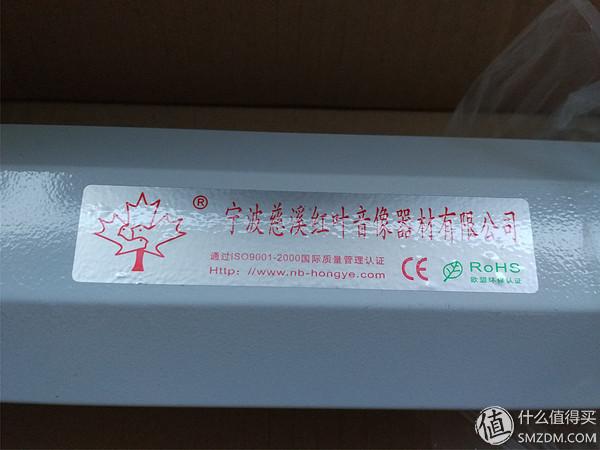 ® 宁波慈溪红叶音像器材有限公司
通过ISO9001-2000国际质量管理认证
Http: //www.nb-hongye.com
CE
RoHS
欧盟环保认证
值 什么值得买
SMZDM.COM